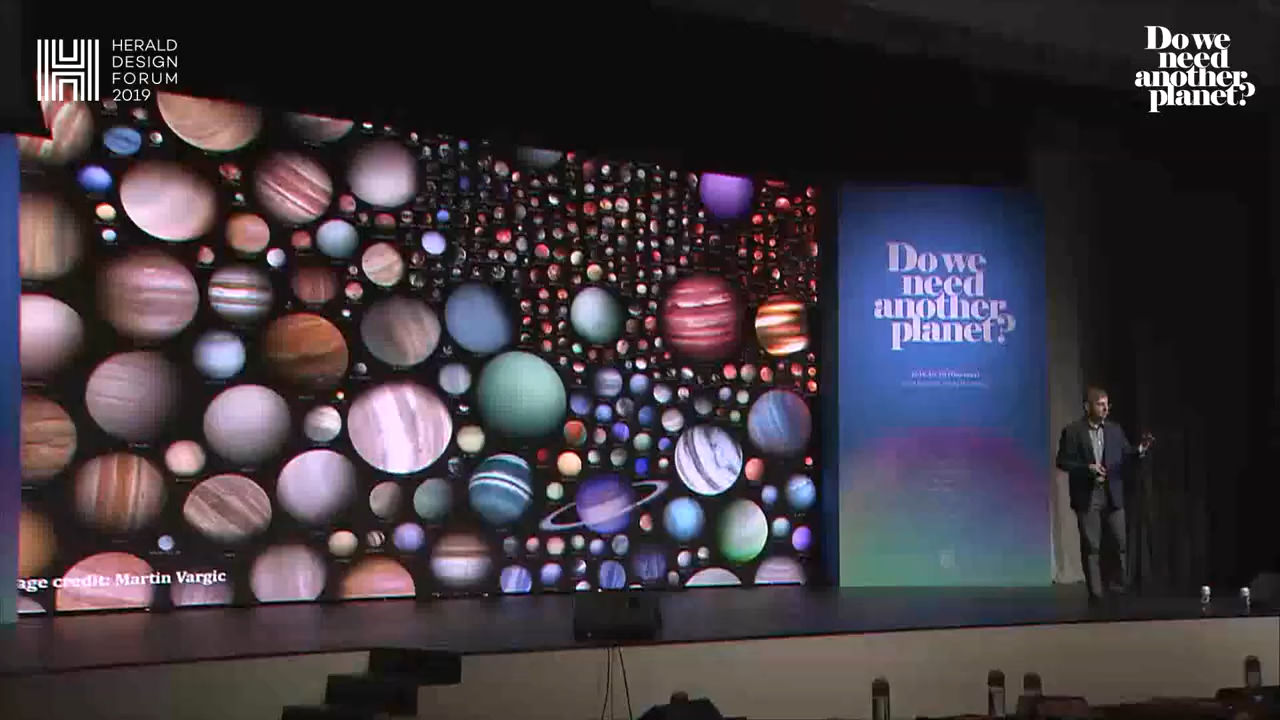 HERALD
DESIGN
FORUM
2019
Do we
need
another
planet?
Do we
need
another
planet?
age credit: Martin Vargic